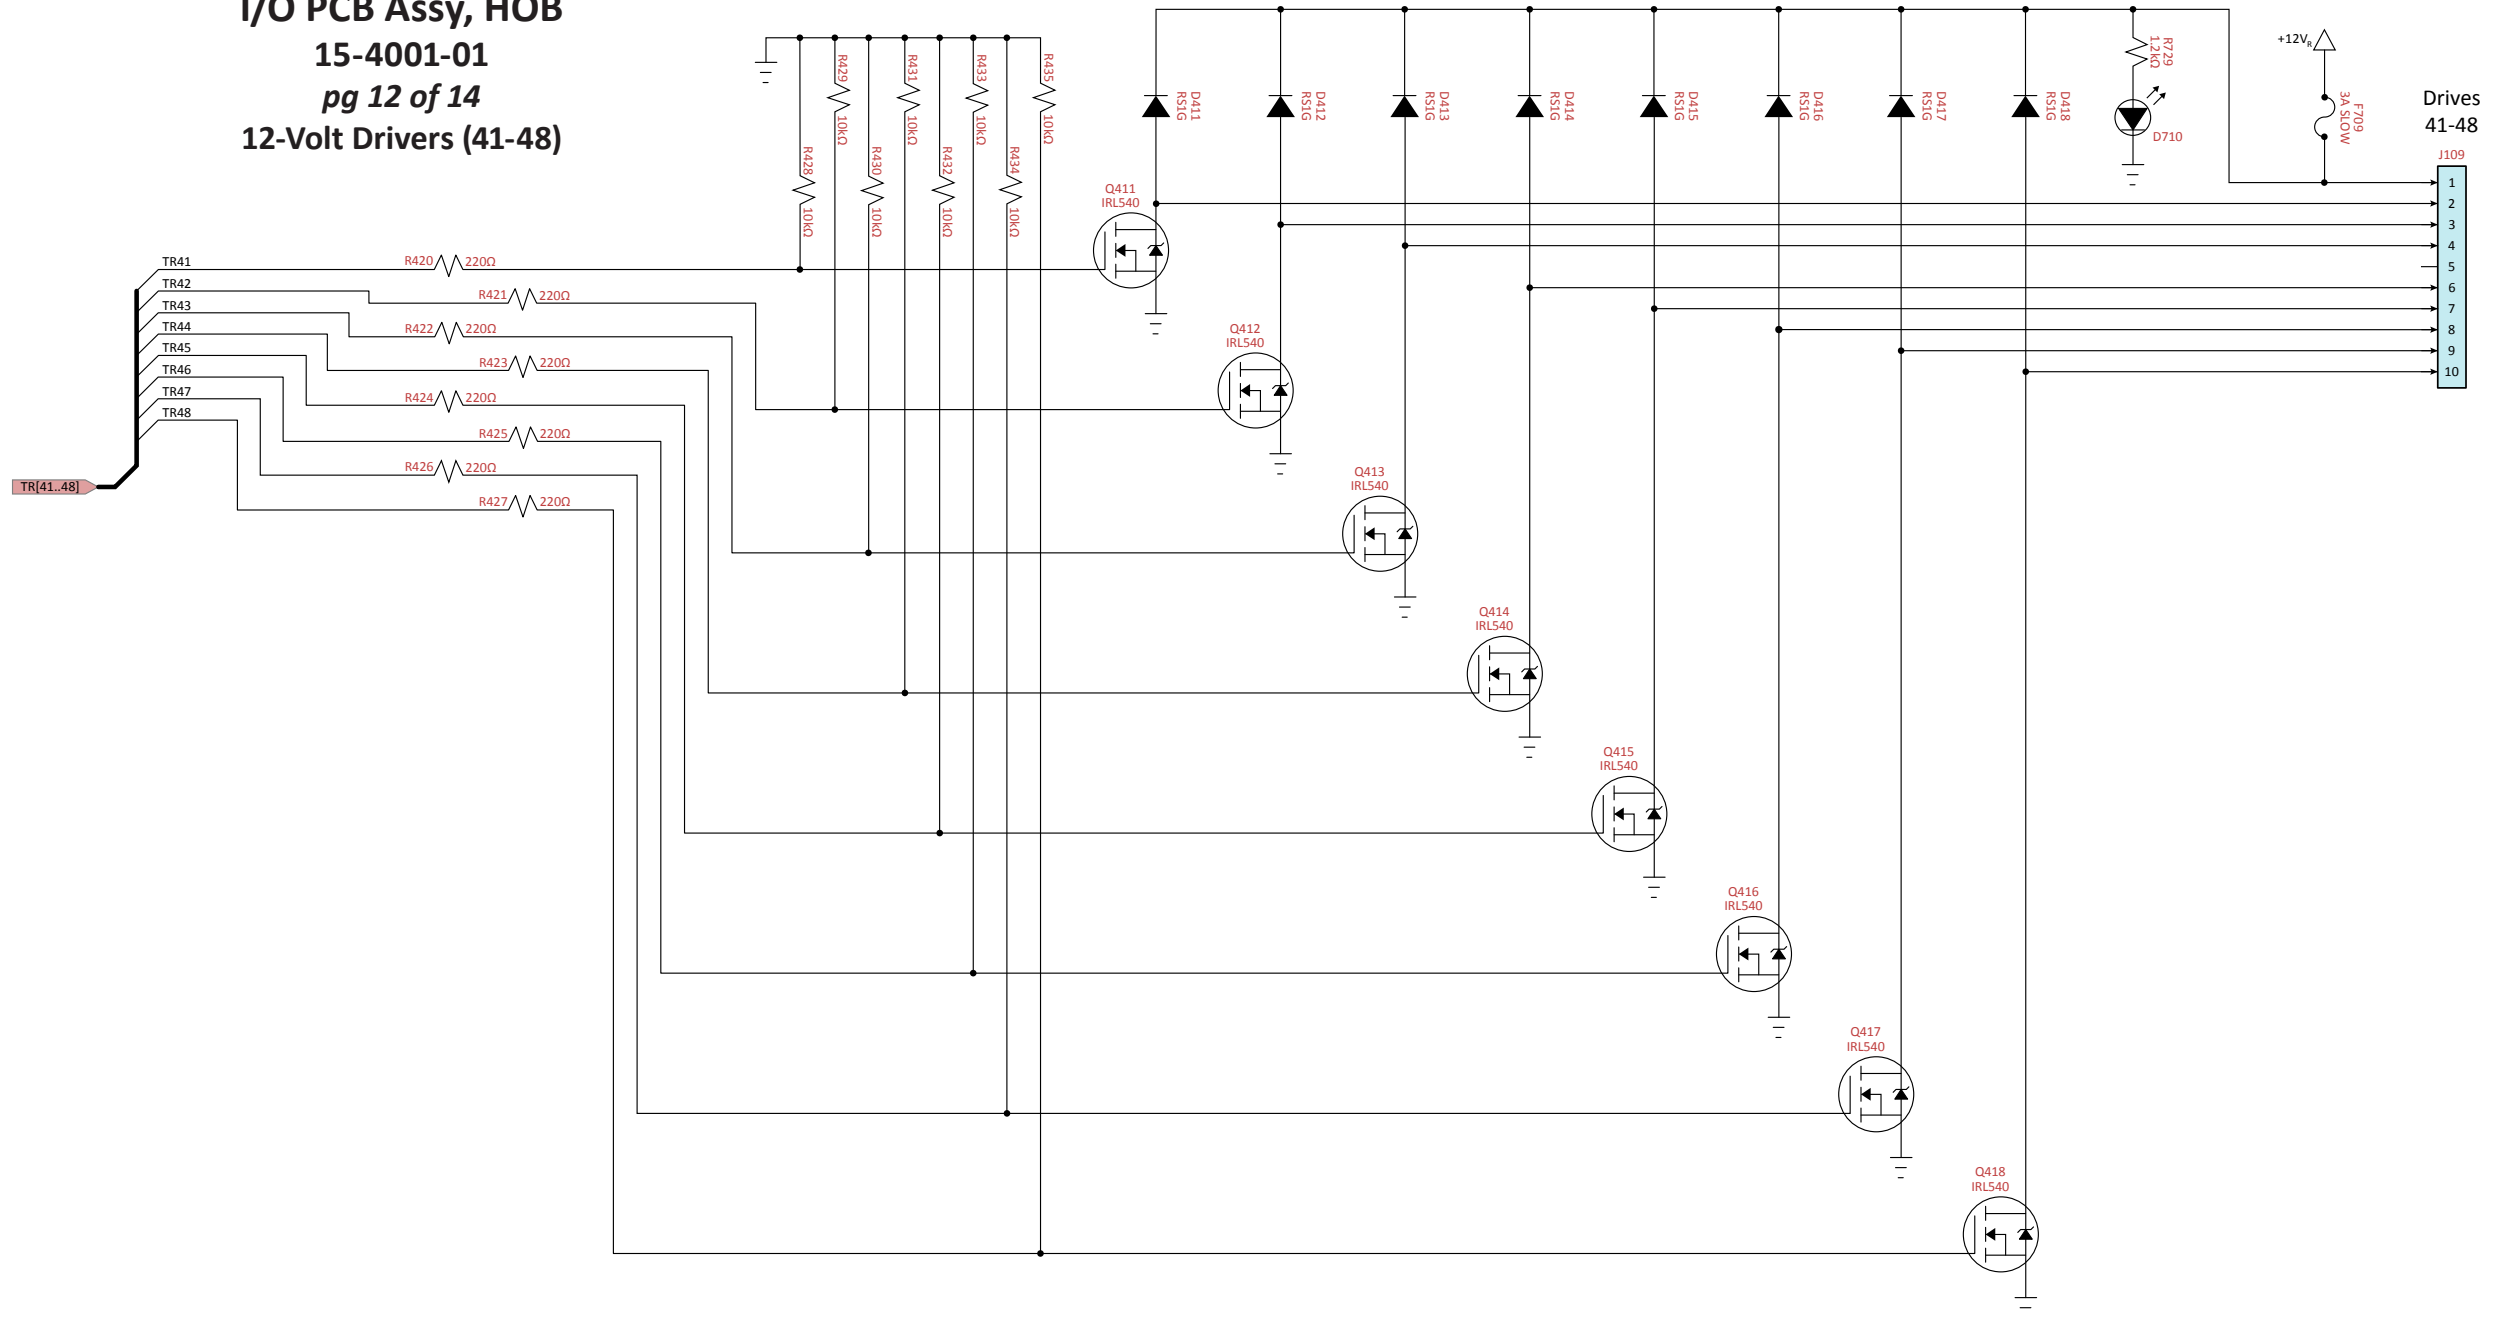 I/O PCB Assy, HOB
15-4001-01
pg 12 of 14
12-Volt Drivers (41-48)
R428
10kΩ
R429
10kΩ
R430
10kΩ
R431
10kΩ
R432
10kΩ
R433
10kΩ
R434
10kΩ
R435
10kΩ
D411
RS1G
D412
RS1G
D413
RS1G
D414
RS1G
D415
RS1G
D416
RS1G
D417
RS1G
D418
RS1G
R729
1.2kΩ
D710
+12VR
F709
3A SLOW
Drives
41-48
J109
1
2
3
4
5
6
7
8
9
10
TR41
TR42
TR43
TR44
TR45
TR46
TR47
TR48
TR[41..48]
R420 220Ω
R421 220Ω
R422 220Ω
R423 220Ω
R424 220Ω
R425 220Ω
R426 220Ω
R427 220Ω
Q411
IRL540
Q412
IRL540
Q413
IRL540
Q414
IRL540
Q415
IRL540
Q416
IRL540
Q417
IRL540
Q418
IRL540